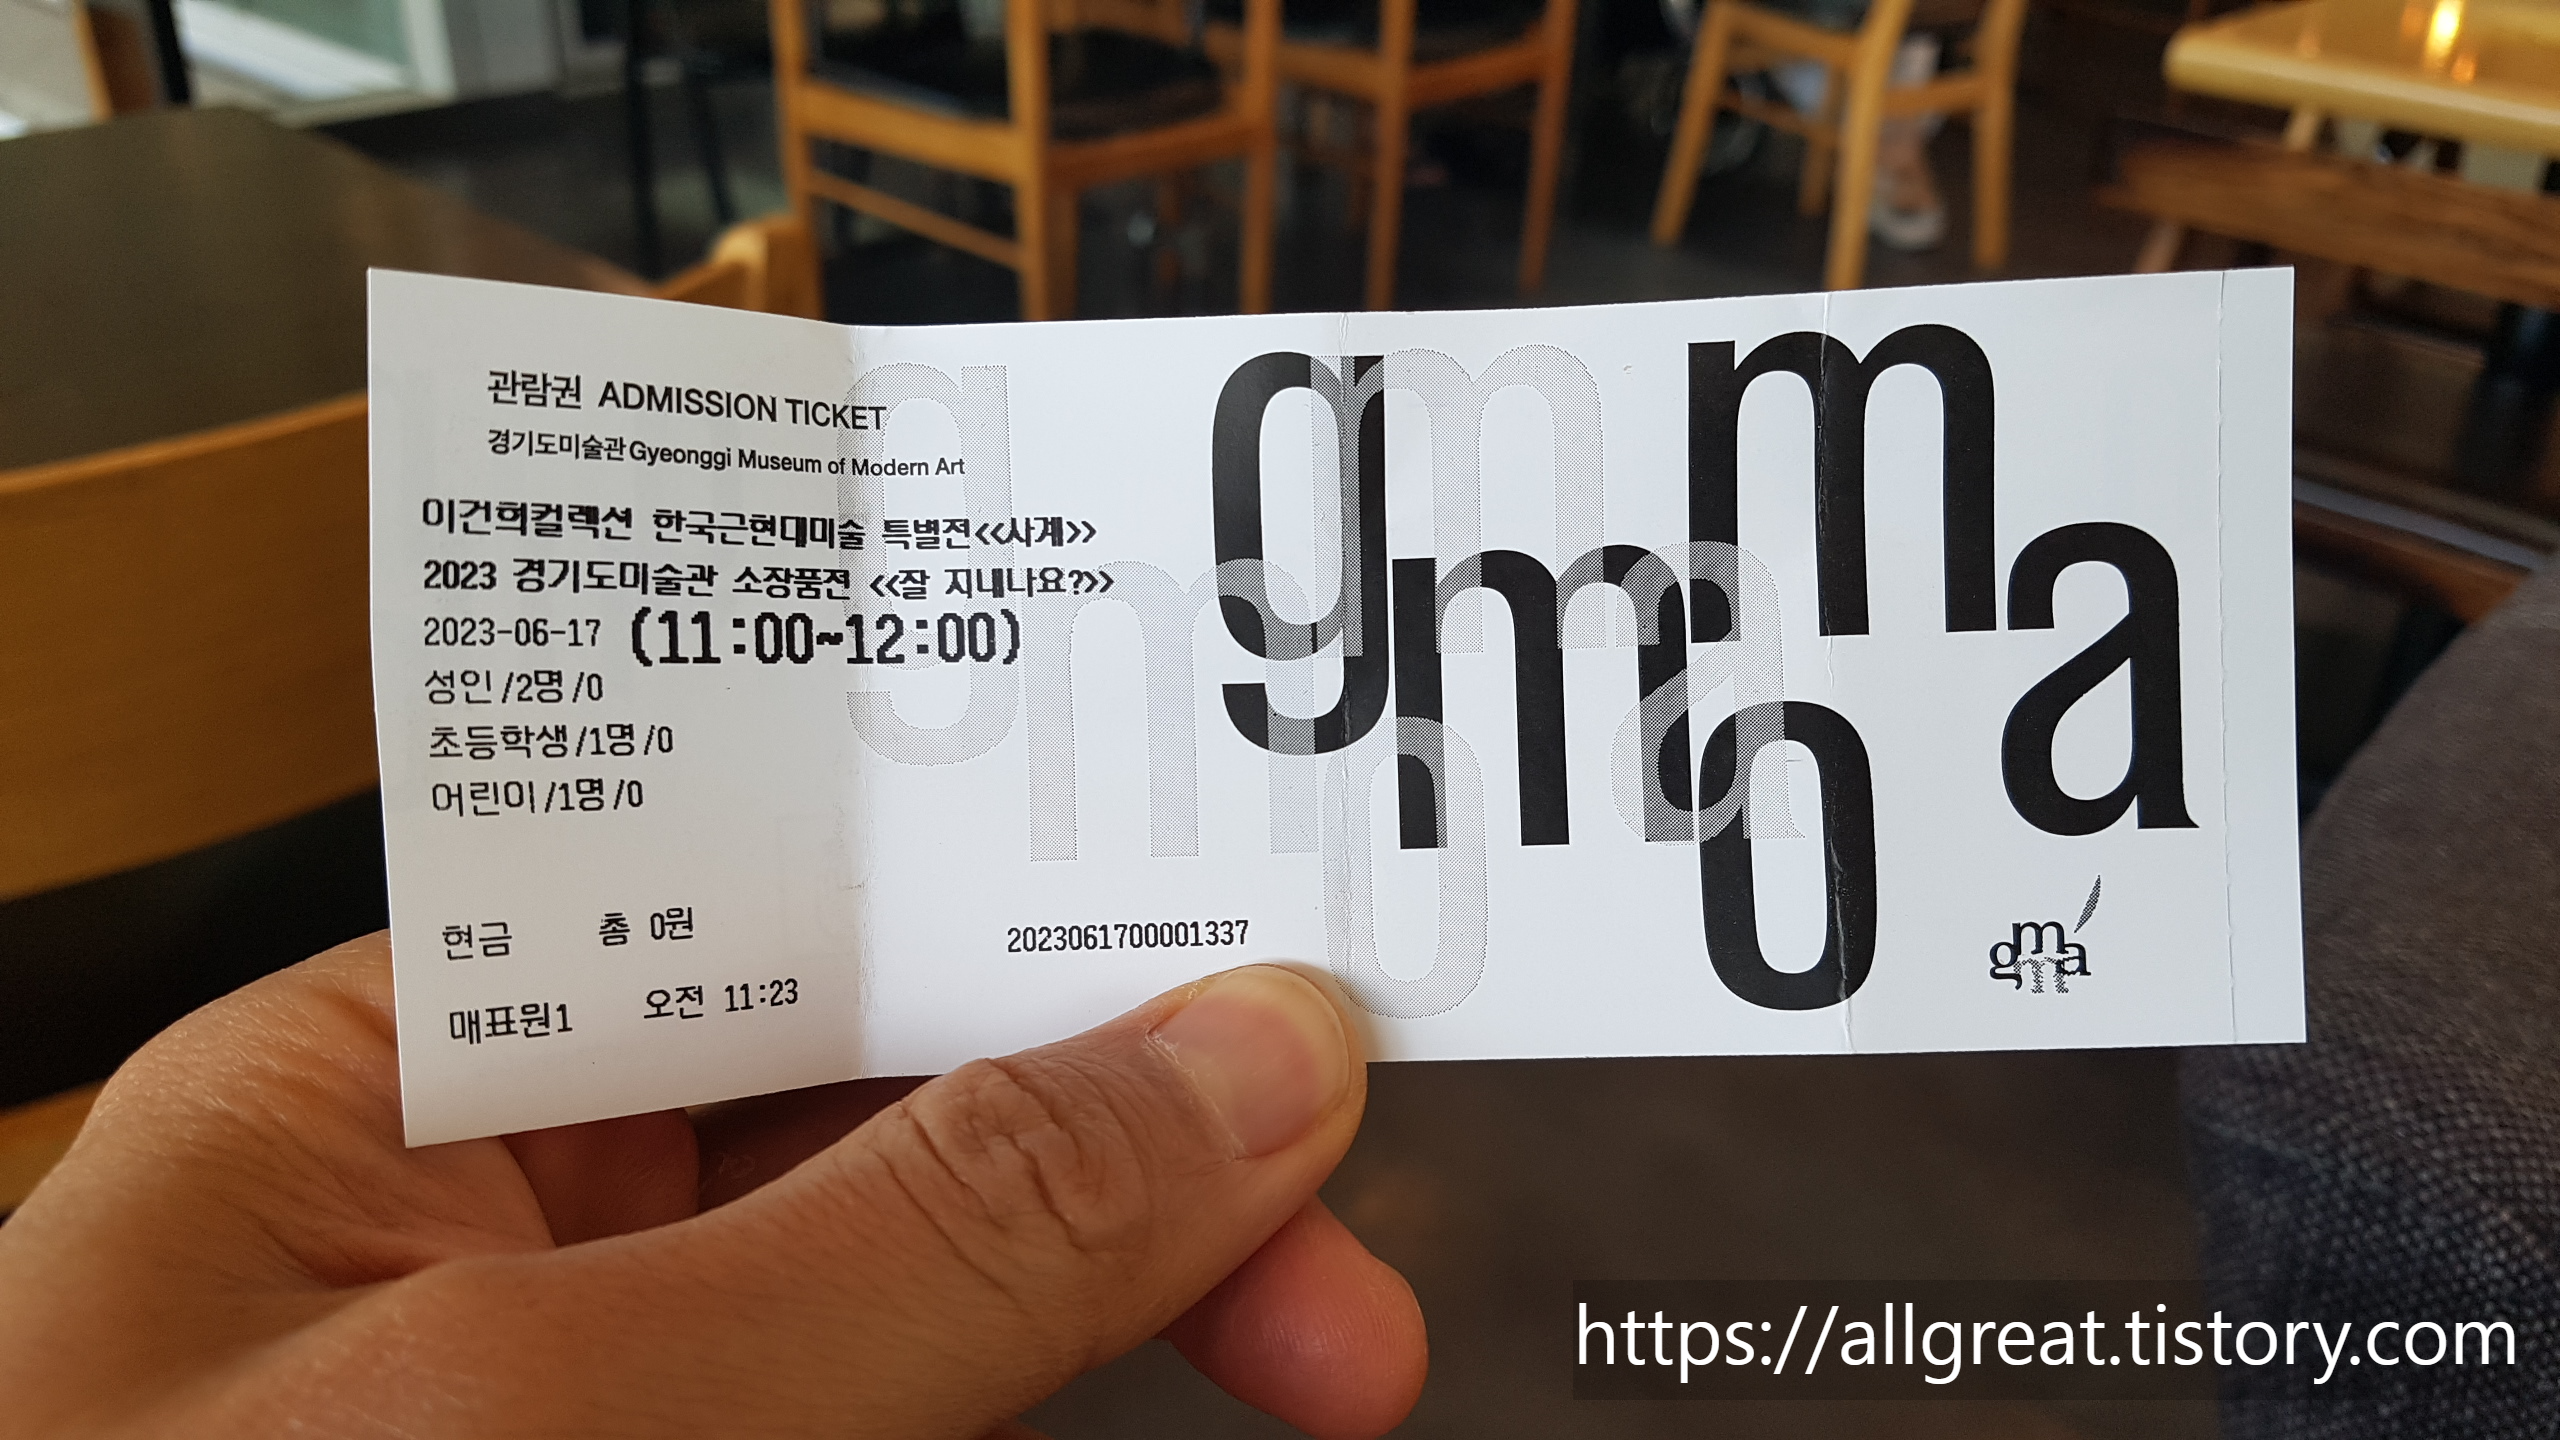 관람권 ADMISSION TICKET
경기도미술관 Gyeonggi Museum of Modern Art
이건희컬렉션 한국근현대미술 특별전<<사계>>
2023 경기도미술관 소장품전 <<잘 지내나요?>>
2023-06-17 (11:00~12:00)
성인/2명/0
초등학생/1명/0
어린이/1명/0
현금 총 0원
매표원1 오전 11:23
2023061700001337
g m m o a
g m m o a
gmma
https://allgreat.tistory.com